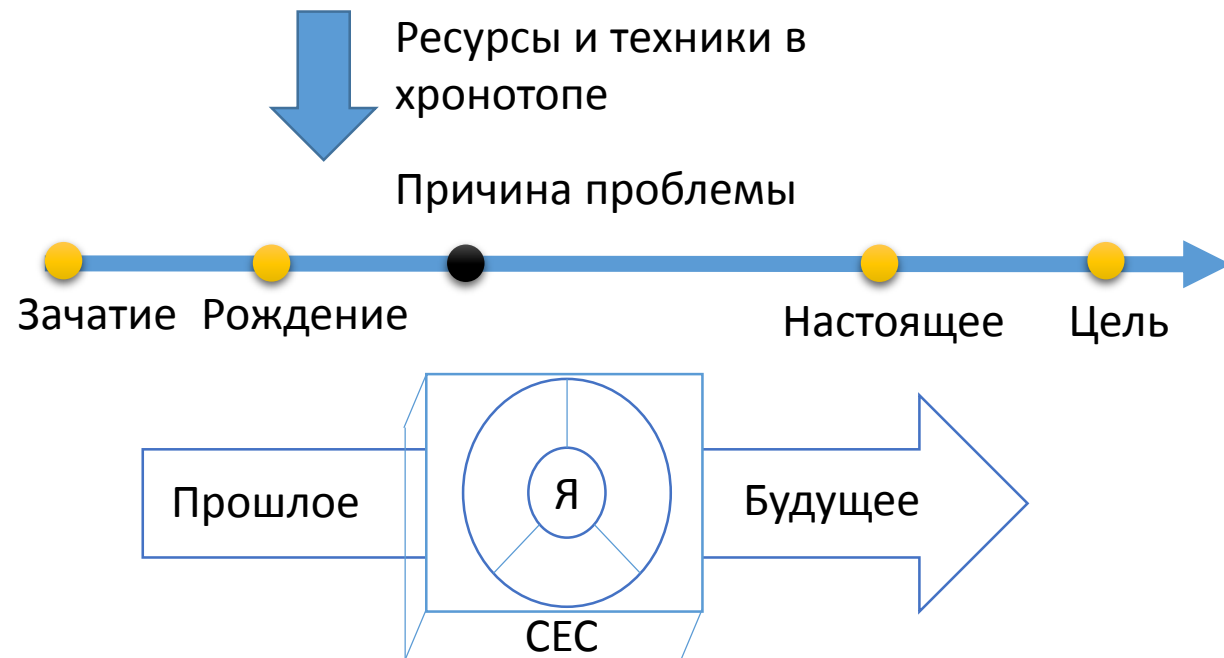 Ресурсы и техники в
хронотопе
Причина проблемы
Зачатие Рождение Настоящее Цель
Прошлое Я Будущее
СЕС